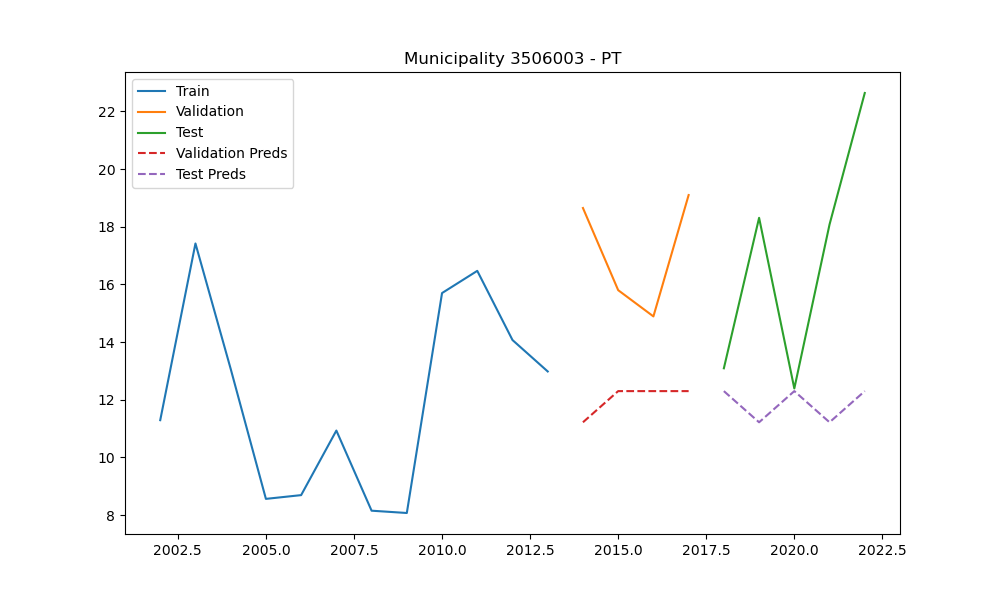 Municipality 3506003 - PT
Train
Validation
Test
Validation Preds
Test Preds
22
20
18
16
14
12
10
8
2002.5 2005.0 2007.5 2010.0 2012.5 2015.0 2017.5 2020.0 2022.5